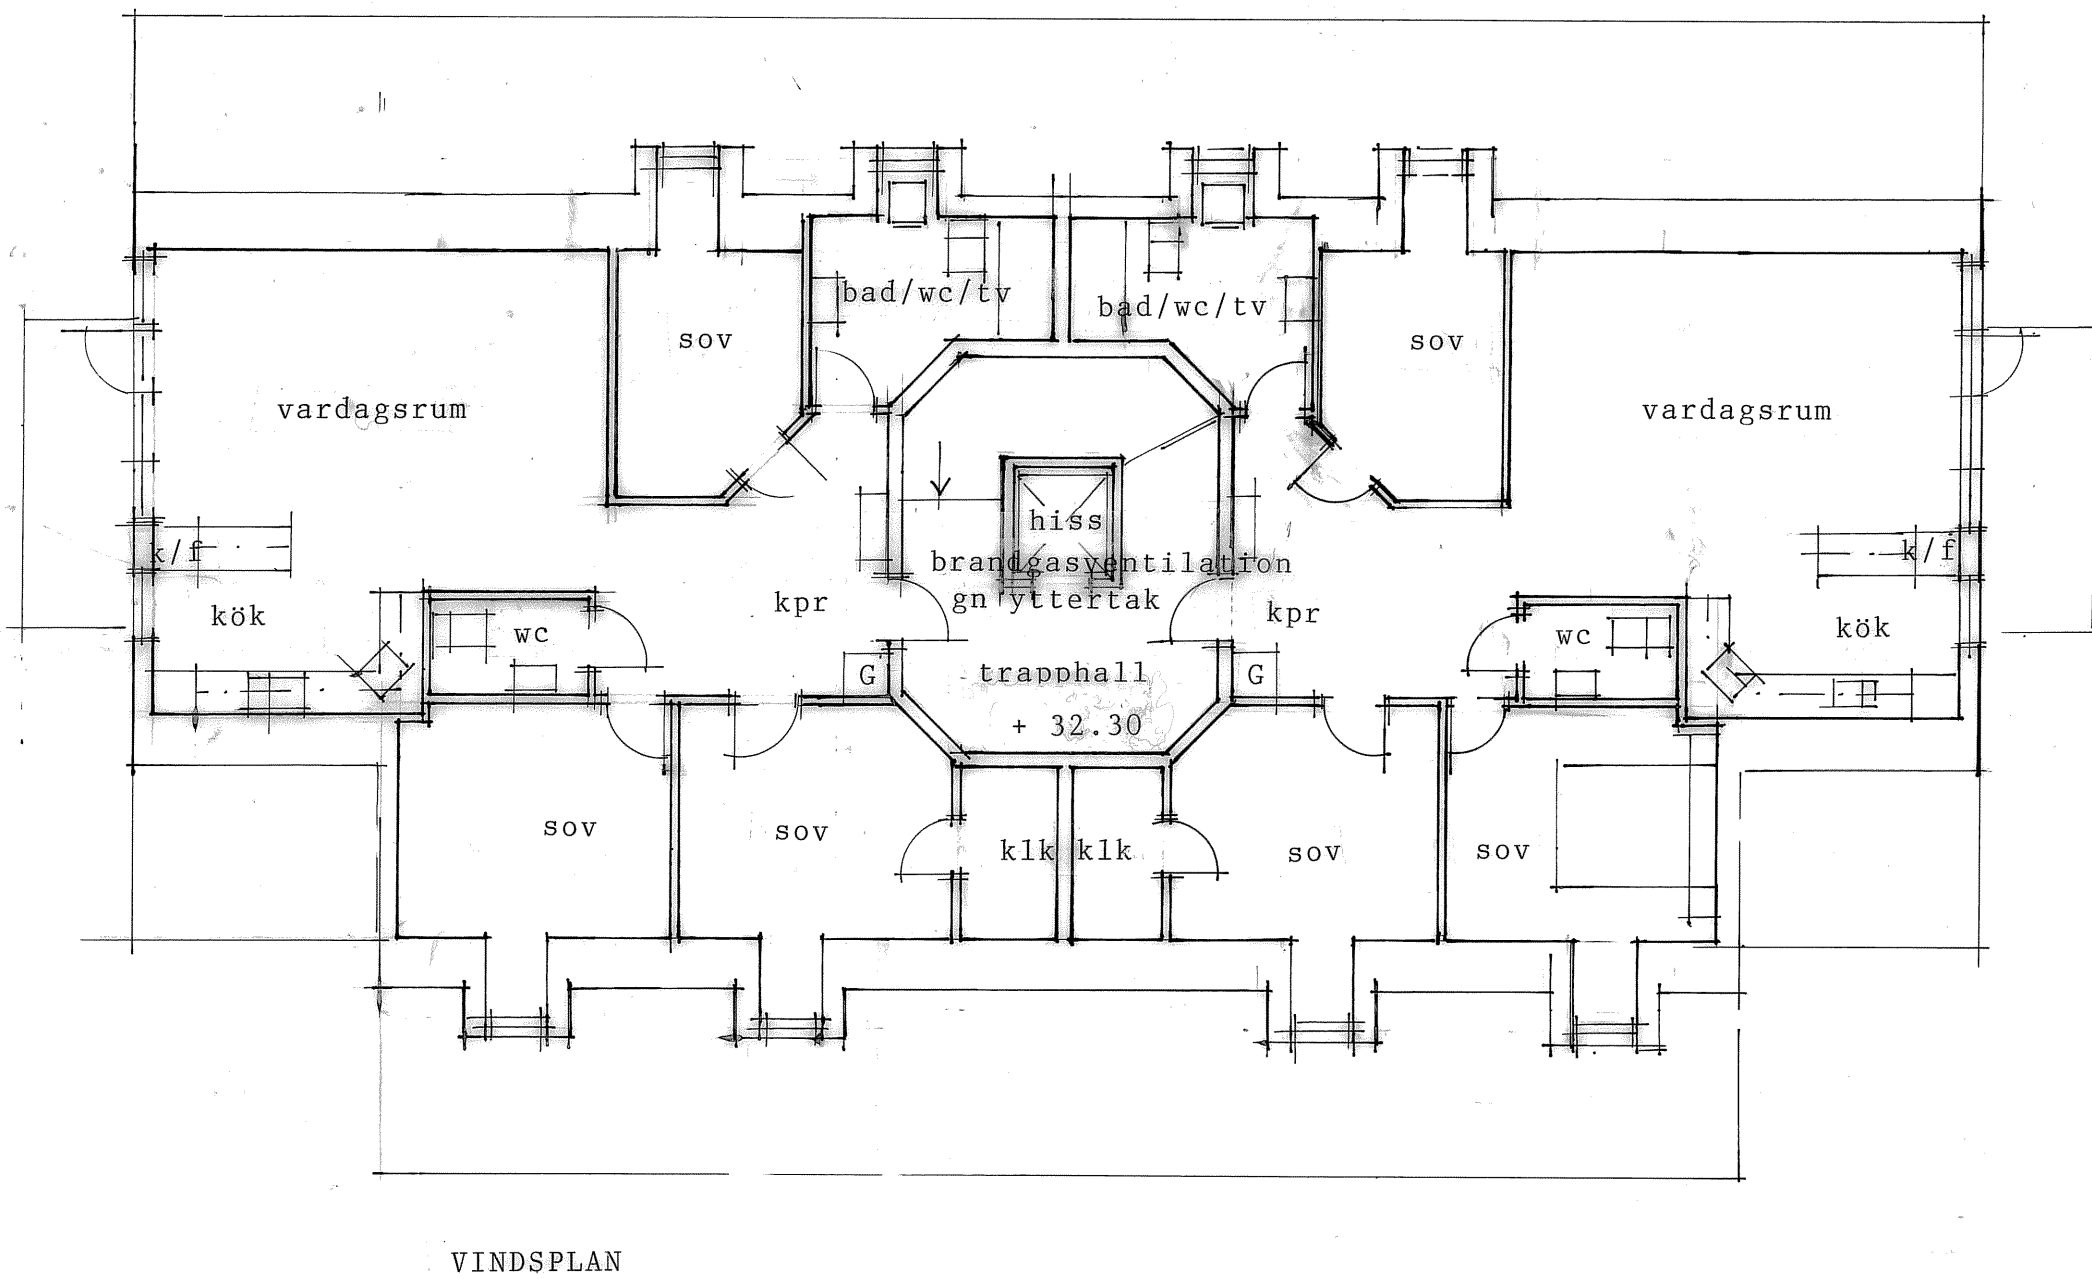 bad/wc/tv
bad/wc/tv
sov
sov
vardagsrum
vardagsrum
hiss
k/f
k/f
brandgasventilation
gn yttertak
kpr
kpr
kök
kök
wc
wc
G
trapphall
G
+ 32.30
sov
sov
klk
klk
sov
sov
VINDSPLAN